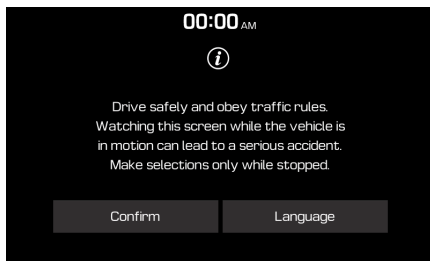 00:00 AM
i
Drive safely and obey traffic rules.
Watching this screen while the vehicle is
in motion can lead to a serious accident.
Make selections only while stopped.
Confirm Language